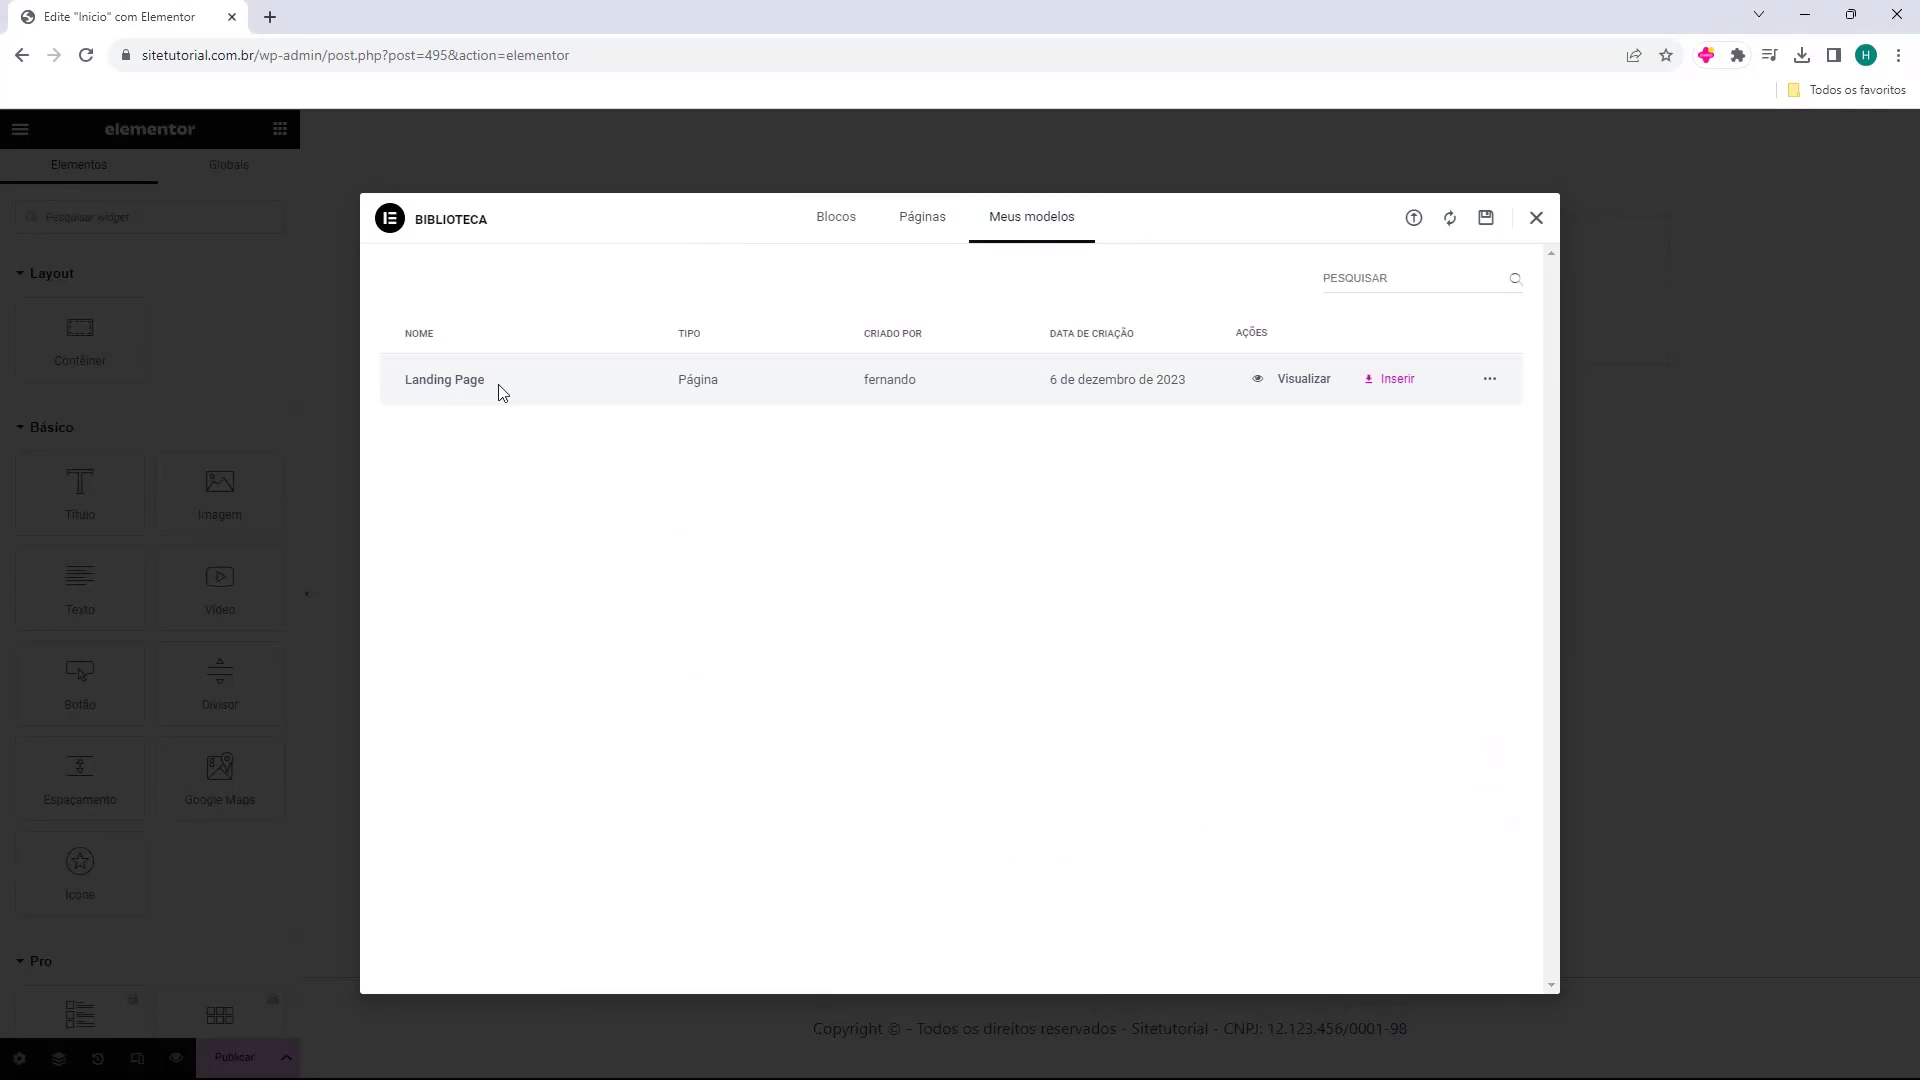 Edite "Inicio" com Elementor
sitetutorial.com.br/wp-admin/post.php?post=495&action=elementor
H
Todos os favoritos
elementor
Elementos
Globais
Pesquisar widget
Layout
Contêiner
Básico
Título
Imagem
Texto
Vídeo
Botão
Divisor
Espaçamento
Google Maps
Ícone
Pro
Publicar
BIBLIOTECA
Blocos
Páginas
Meus modelos
PESQUISAR
NOME
TIPO
CRIADO POR
DATA DE CRIAÇÃO
AÇÕES
Landing Page
Página
fernando
6 de dezembro de 2023
Visualizar
Inserir
Copyright © - Todos os direitos reservados - Sitetutorial - CNPJ: 12.123.456/0001-98